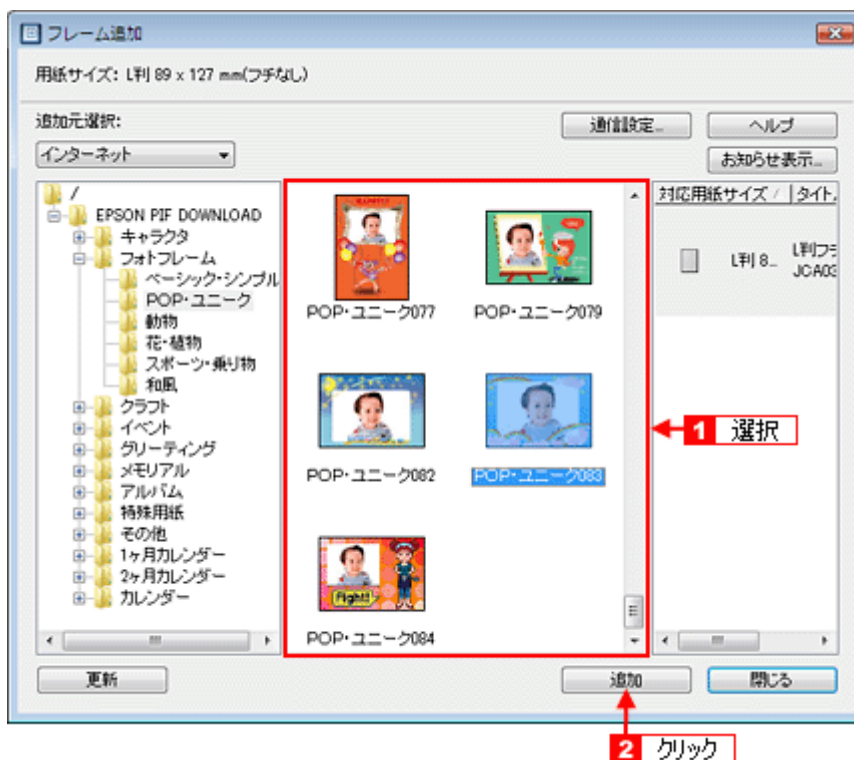 フレーム追加
用紙サイズ: L判 89 x 127 mm(フチなし)
追加元選択:
インターネット
通信設定...
ヘルプ
お知らせ表示...
/
EPSON PIF DOWNLOAD
キャラクタ
フォトフレーム
ベーシック・シンプル
POP・ユニーク
動物
花・植物
スポーツ・乗り物
和風
クラフト
イベント
グリーティング
メモリアル
アルバム
特殊用紙
その他
1ヶ月カレンダー
2ヶ月カレンダー
カレンダー
POP・ユニーク077
POP・ユニーク079
POP・ユニーク082
POP・ユニーク083
Fight!!
POP・ユニーク084
対応用紙サイズ / タイト
L判 8...
L判フ
JCA03
1 選択
更新
追加
閉じる
2 クリック